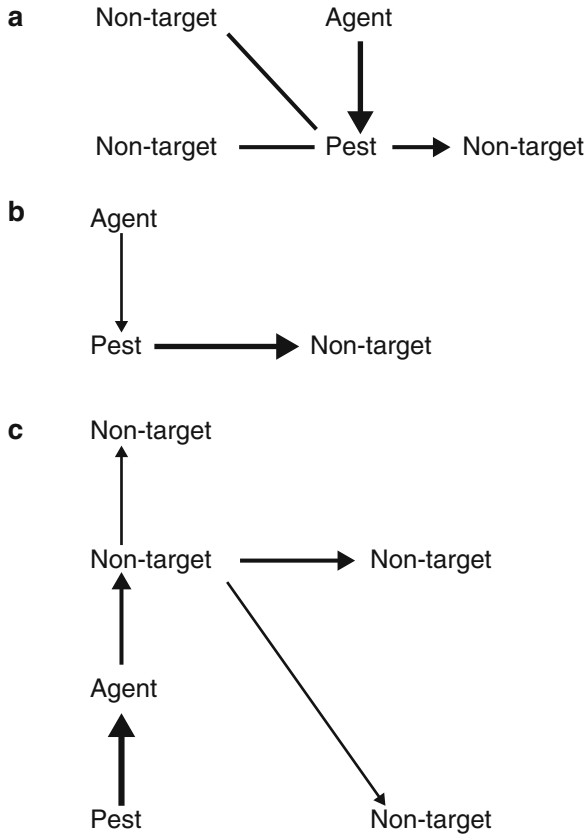 a
Non-target Agent
Non-target Pest Non-target
b
Agent
Pest Non-target
c
Non-target
Non-target Non-target
Agent
Pest Non-target